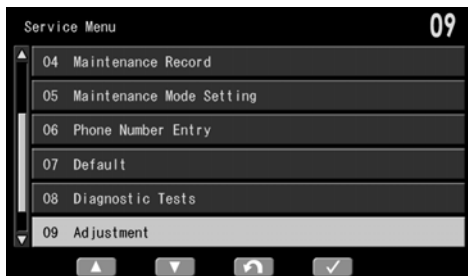 Service Menu
09
04 Maintenance Record
05 Maintenance Mode Setting
06 Phone Number Entry
07 Default
08 Diagnostic Tests
09 Adjustment